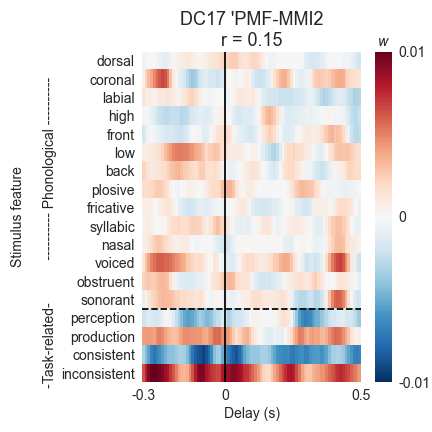 DC17 'PMF-MMI2
r = 0.15
w
dorsal
coronal
labial
high
front
low
back
plosive
fricative
syllabic
nasal
voiced
obstruent
sonorant
perception
production
consistent
inconsistent
Stimulus feature
-Task-related- ----------- Phonological ----------
0.01
0
-0.01
-0.3
0
0.5
Delay (s)